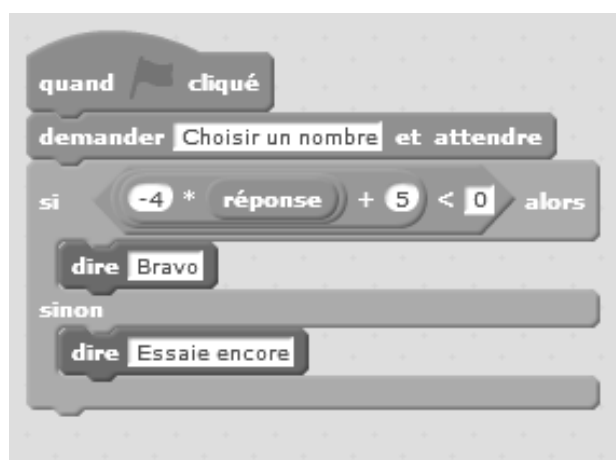 quand cliqué
demander Choisir un nombre et attendre
si -4 * réponse + 5 < 0 alors
dire Bravo
sinon
dire Essaie encore